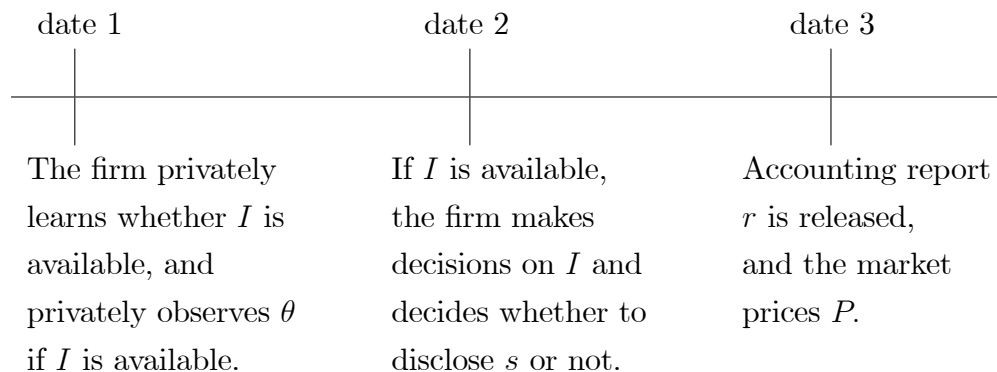 date 1
date 2
date 3
The firm privately
learns whether I is
available, and
privately observes θ
if I is available.
If I is available,
the firm makes
decisions on I and
decides whether to
disclose s or not.
Accounting report
r is released,
and the market
prices P.